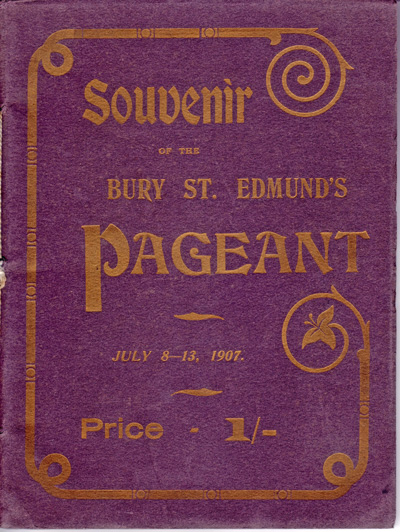 Souvenir
OF THE
BURY ST. EDMUND'S
PAGEANT
JULY 8—13, 1907.
Price - 1/-